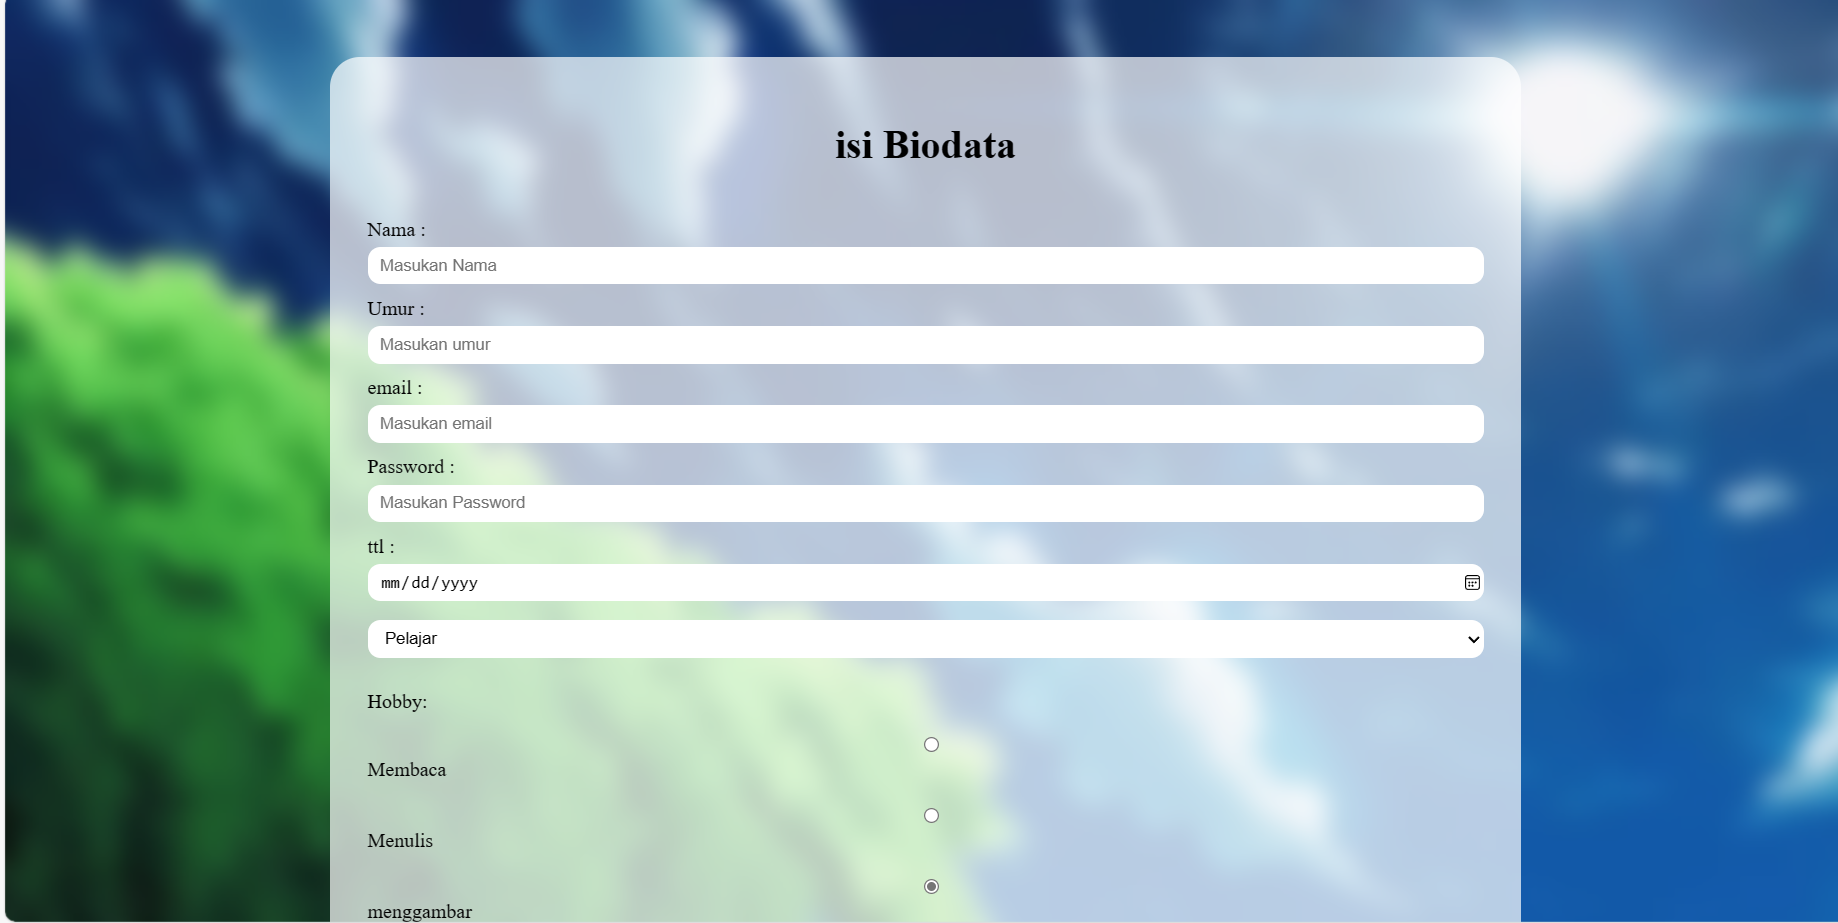 isi Biodata
Nama :
Masukan Nama
Umur :
Masukan umur
email :
Masukan email
Password :
Masukan Password
ttl :
mm/dd/yyyy
Pelajar
Hobby:
Membaca
Menulis
menggambar